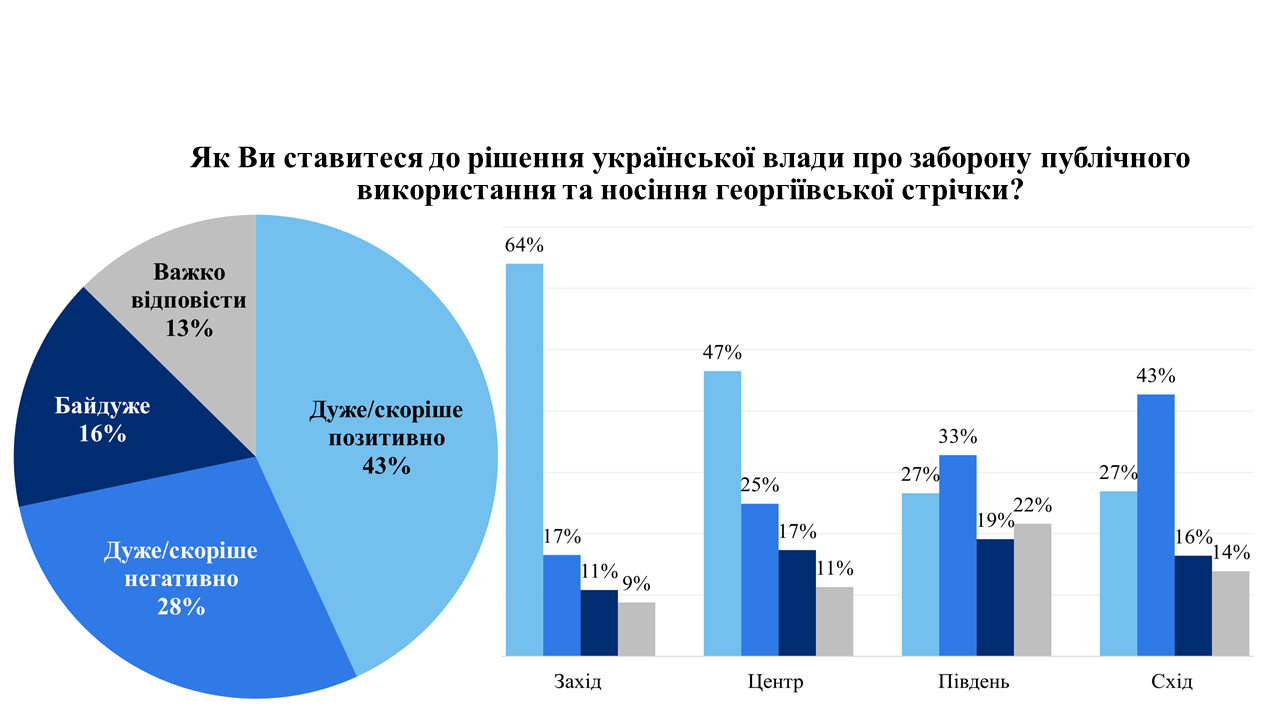 Як Ви ставитеся до рішення української влади про заборону публічного
використання та носіння георгіївської стрічки?
Важко
відповісти
13%
Байдуже
16%
Дуже/скоріше
позитивно
43%
Дуже/скоріше
негативно
28%
64%
17%
11%
9%
47%
25%
17%
11%
27%
33%
19%
22%
27%
43%
16%
14%
Захід
Центр
Південь
Схід